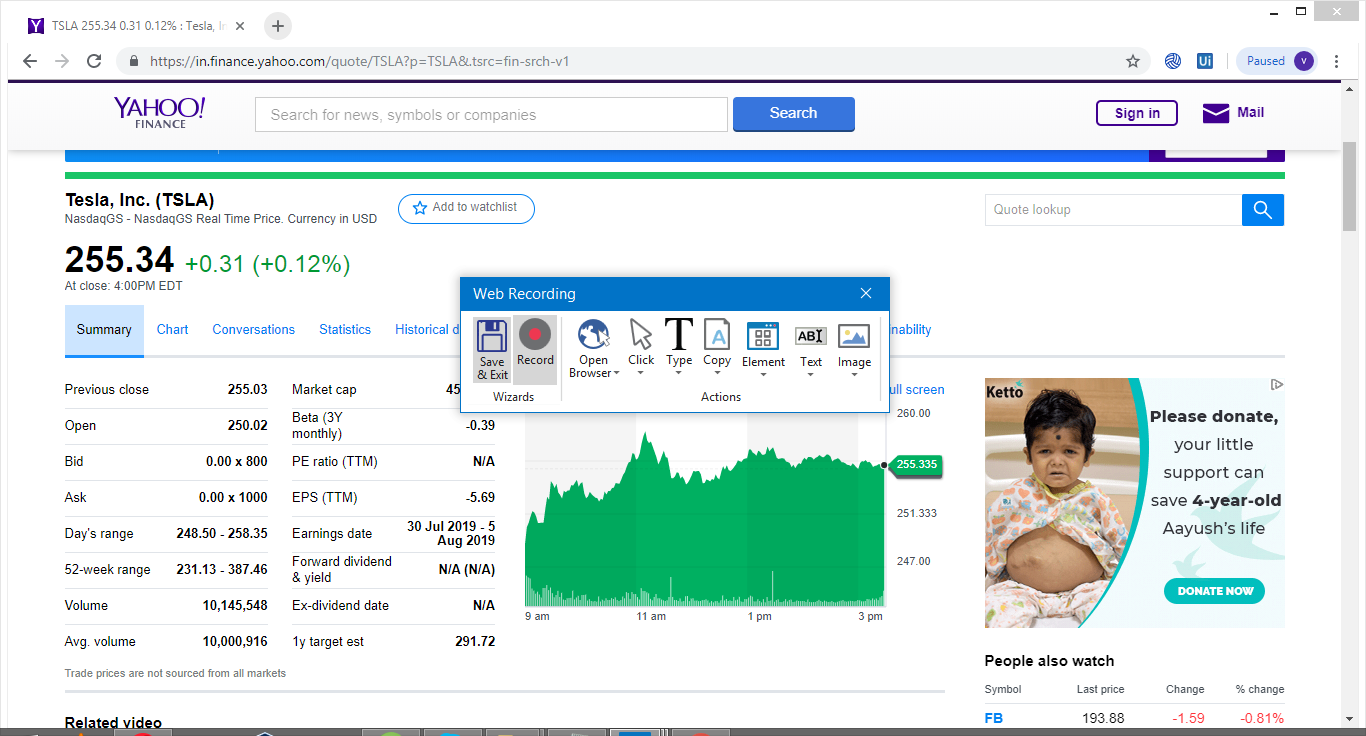 TSLA 255.34 0.31 0.12% : Tesla, In
https://in.finance.yahoo.com/quote/TSLA?p=TSLA&.tsrc=fin-srch-v1
Ui
Paused
V
YAHOO!
FINANCE
Search for news, symbols or companies
Search
Sign in
Mail
Tesla, Inc. (TSLA)
NasdaqGS - NasdaqGS Real Time Price. Currency in USD
Add to watchlist
Quote lookup
255.34 +0.31 (+0.12%)
At close: 4:00PM EDT
Summary
Chart
Conversations
Statistics
Historical d
nability
Web Recording
Save
& Exit
Record
Wizards
Open
Browser
Click
Type
Copy
Element
Text
Image
Actions
Previous close 255.03
Open 250.02
Bid 0.00 x 800
Ask 0.00 x 1000
Day's range 248.50 - 258.35
52-week range 231.13 - 387.46
Volume 10,145,548
Avg. volume 10,000,916
Market cap 45
Beta (3Y
monthly) -0.39
PE ratio (TTM) N/A
EPS (TTM) -5.69
Earnings date 30 Jul 2019 - 5
Aug 2019
Forward dividend
& yield N/A (N/A)
Ex-dividend date N/A
1y target est 291.72
Trade prices are not sourced from all markets
ull screen
260.00
255.335
251.333
247.00
9 am 11 am 1 pm 3 pm
Ketto
Please donate,
your little
support can
save 4-year-old
Aayush's life
DONATE NOW
People also watch
Symbol Last price Change % change
FB 193.88 -1.59 -0.81%
Related video